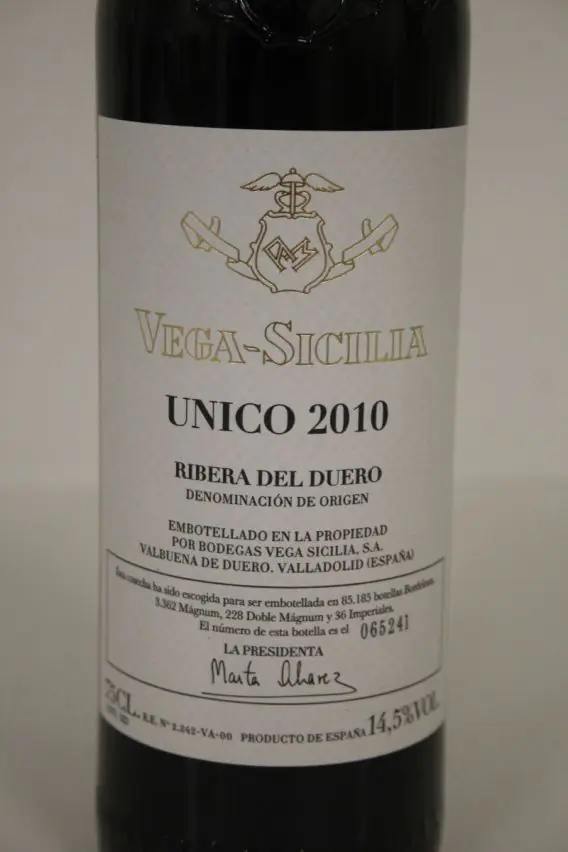 VEGA-SICILIA
UNICO 2010
RIBERA DEL DUERO
DENOMINACIÓN DE ORIGEN
EMBOTELLADO EN LA PROPIEDAD
POR BODEGAS VEGA SICILIA, S.A.
VALBUENA DE DUERO. VALLADOLID (ESPAÑA)
Esta cosecha ha sido escogida para ser embotellada en 85.185 botellas Bordelesas,
3.362 Mágnum, 228 Doble Mágnum y 36 Imperiales.
El número de esta botella es el 065241
LA PRESIDENTA
Marta Alvarez
75CL. R.E. Nº 2.242-VA-00 PRODUCTO DE ESPAÑA 14,5%VOL